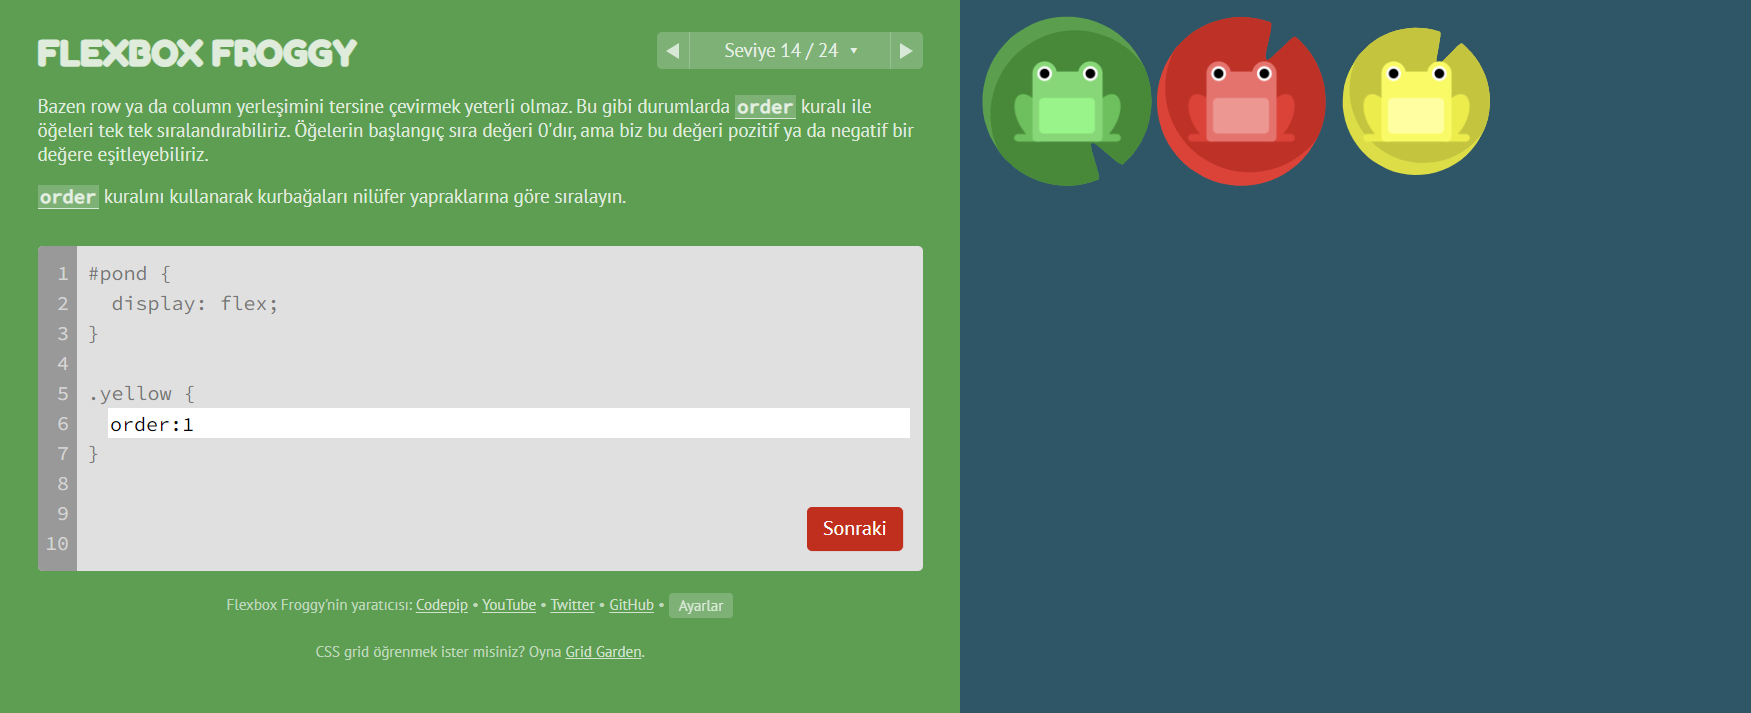 FLEXBOX FROGGY
◀ Seviye 14 / 24 ▼ ▶
Bazen row ya da column yerleşimini tersine çevirmek yeterli olmaz. Bu gibi durumlarda order kuralı ile
öğeleri tek tek sıralandırabiliriz. Öğelerin başlangıç sıra değeri 0'dır, ama biz bu değeri pozitif ya da negatif bir
değere eşitleyebiliriz.
order kuralını kullanarak kurbağaları nilüfer yapraklarına göre sıralayın.
1 #pond {
2 display: flex;
3 }
4
5 .yellow {
6 order:1
7 }
8
9
10
Sonraki
Flexbox Froggy'nin yaratıcısı: Codepip • YouTube • Twitter • GitHub • Ayarlar
CSS grid öğrenmek ister misiniz? Oyna Grid Garden.